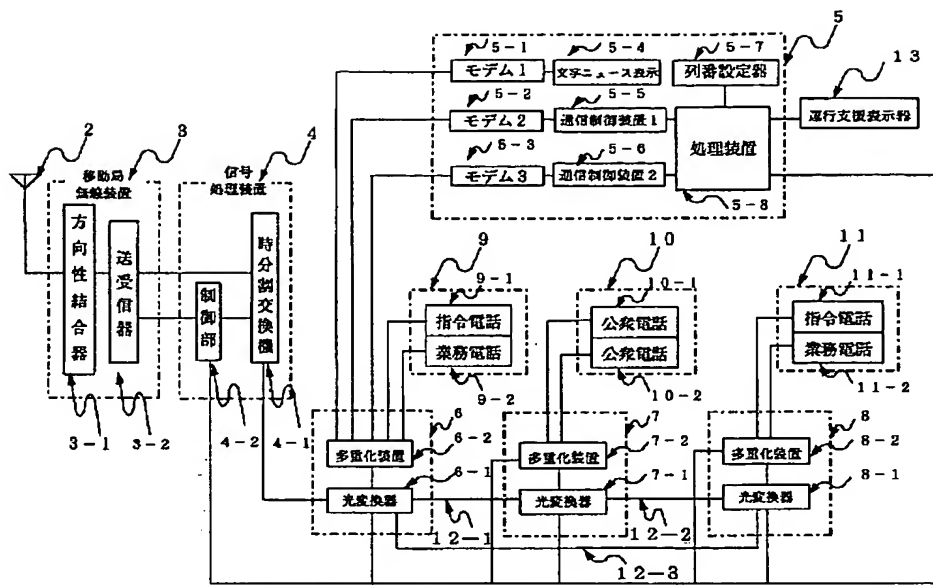 5-1
5-4
5-7
5
モデム1
文字ニュース表示
列番設定器
13
5-2
5-5
モデム2
通信制御装置1
運行支援表示器
2
3
4
5-3
5-6
処理装置
移動局
無線装置
信号
処理装置
モデム3
通信制御装置2
5-8
方向性結合器
送受信器
制御部
時分割交換機
9
10
11
9-1
10-1
11-1
指令電話
公衆電話
指令電話
業務電話
公衆電話
業務電話
9-2
10-2
11-2
3-1
3-2
4-2
4-1
6
7
8
6-2
7-2
8-2
多重化装置
多重化装置
多重化装置
6-1
7-1
8-1
光変換器
光変換器
光変換器
12-1
12-2
12-3